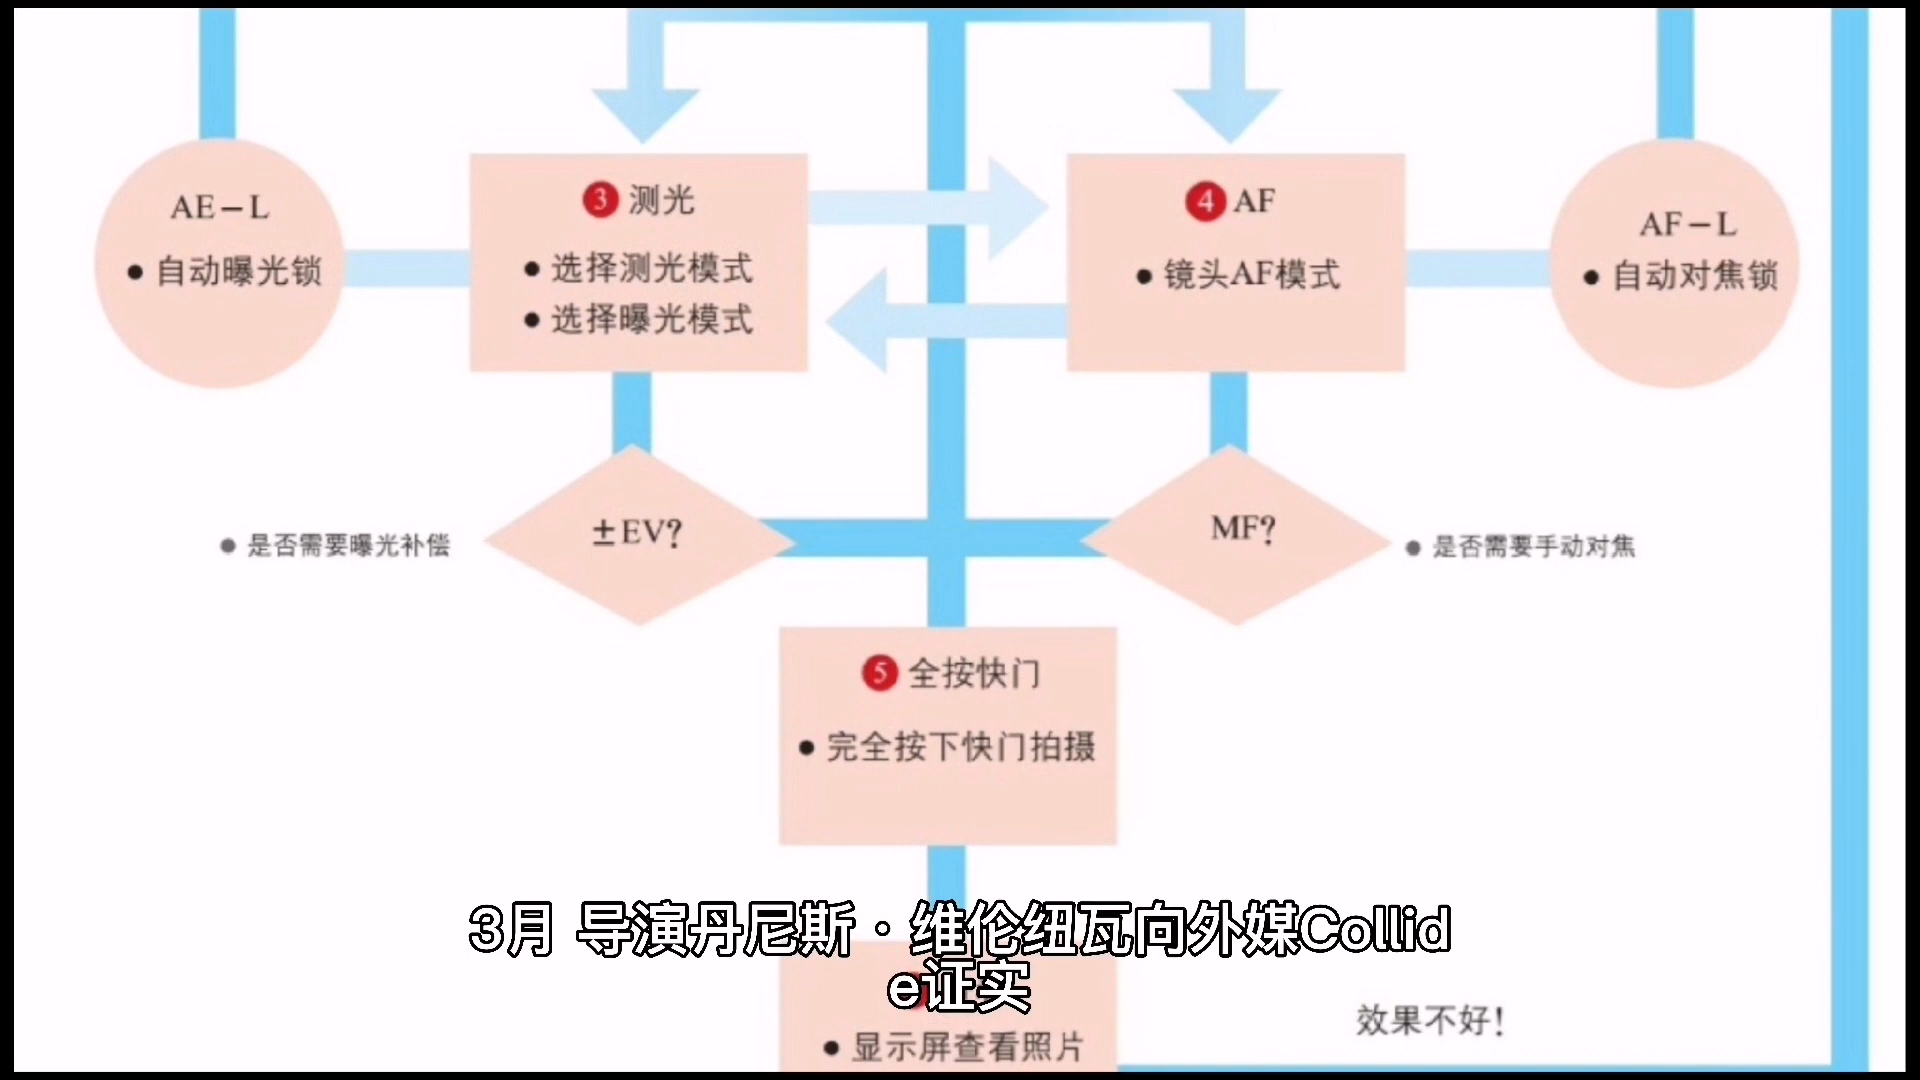 AE－L
● 自动曝光锁
3 测光
● 选择测光模式
● 选择曝光模式
4 AF
● 镜头AF模式
AF－L
● 自动对焦锁
● 是否需要曝光补偿
±EV?
MF?
● 是否需要手动对焦
5 全按快门
● 完全按下快门拍摄
3月 导演丹尼斯·维伦纽瓦向外媒Collid
e证实
● 显示屏查看照片
效果不好!